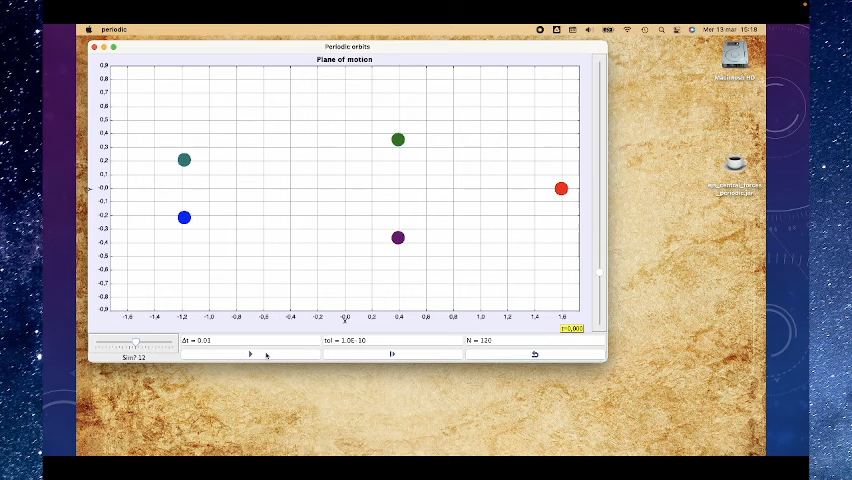 periodic
Mer 13 mar 15:18
Periodic orbits
Plane of motion
0,9
0,8
0,7
0,6
0,5
0,4
0,3
0,2
0,1
-0,0
-0,1
-0,2
-0,3
-0,4
-0,5
-0,6
-0,7
-0,8
-0,9
-1,6 -1,4 -1,2 -1,0 -0,8 -0,6 -0,4 -0,2 -0,0 0,2 0,4 0,6 0,8 1,0 1,2 1,4 1,6
x
t=0,000
Δt = 0.01 tol = 1.0E-10 N = 120
Sim? 12
Macintosh HD
_periodic.jar